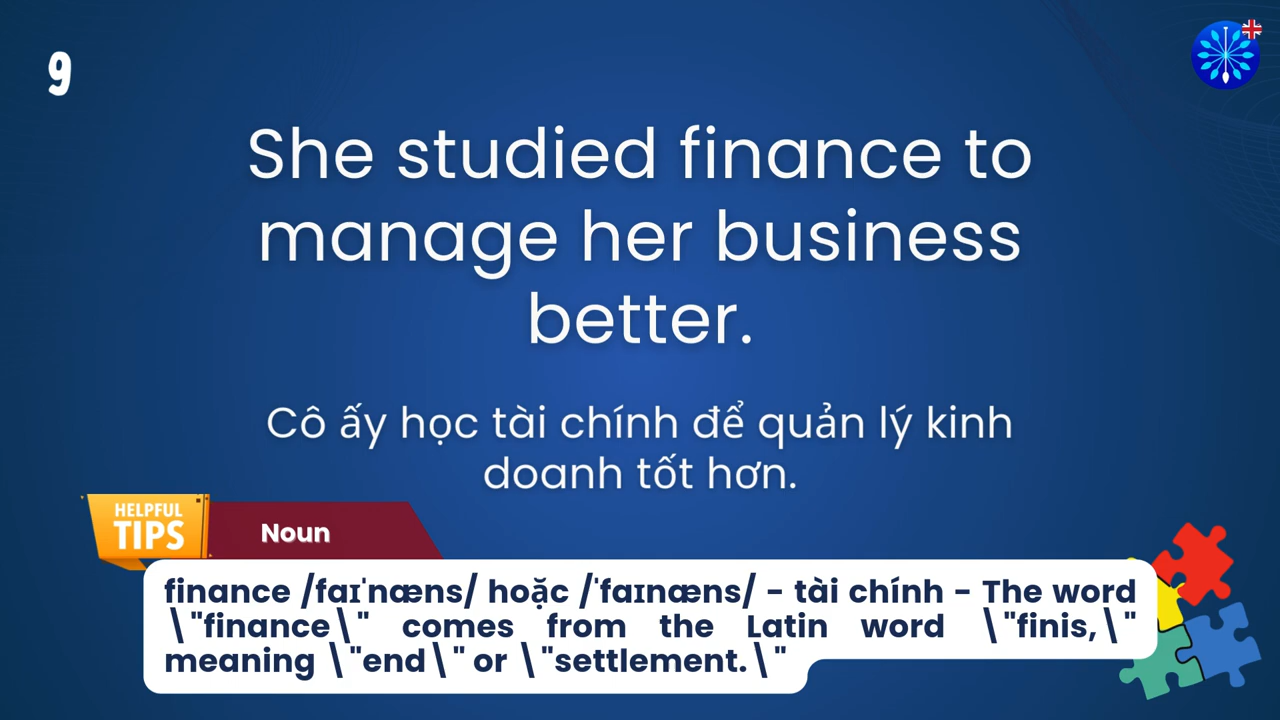 9
She studied finance to
manage her business
better.
Cô ấy học tài chính để quản lý kinh
doanh tốt hơn.
HELPFUL
TIPS
Noun
finance /faɪˈnæns/ hoặc /ˈfaɪnæns/ - tài chính - The word
\"finance\" comes from the Latin word \"finis,\"
meaning \"end\" or \"settlement.\"